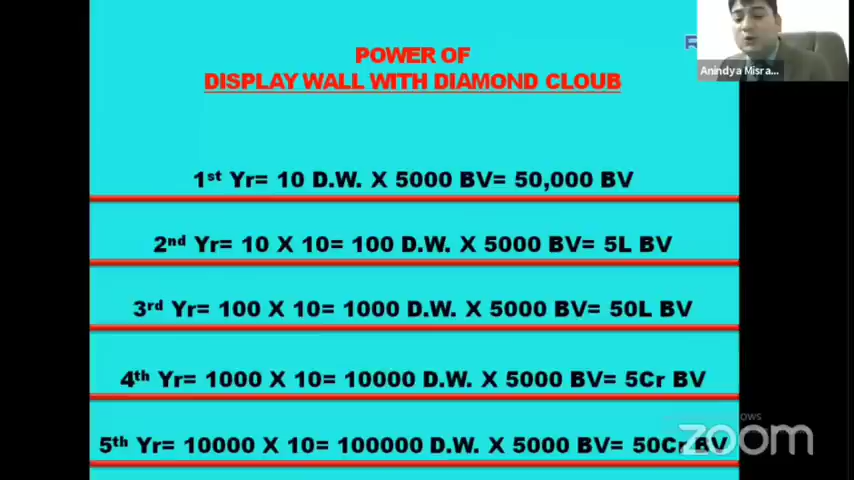 POWER OF
DISPLAY WALL WITH DIAMOND CLOUB
Anindya Misra...
1st Yr= 10 D.W. X 5000 BV= 50,000 BV
2nd Yr= 10 X 10= 100 D.W. X 5000 BV= 5L BV
3rd Yr= 100 X 10= 1000 D.W. X 5000 BV= 50L BV
4th Yr= 1000 X 10= 10000 D.W. X 5000 BV= 5Cr BV
5th Yr= 10000 X 10= 100000 D.W. X 5000 BV= 50Cr BV
zoom